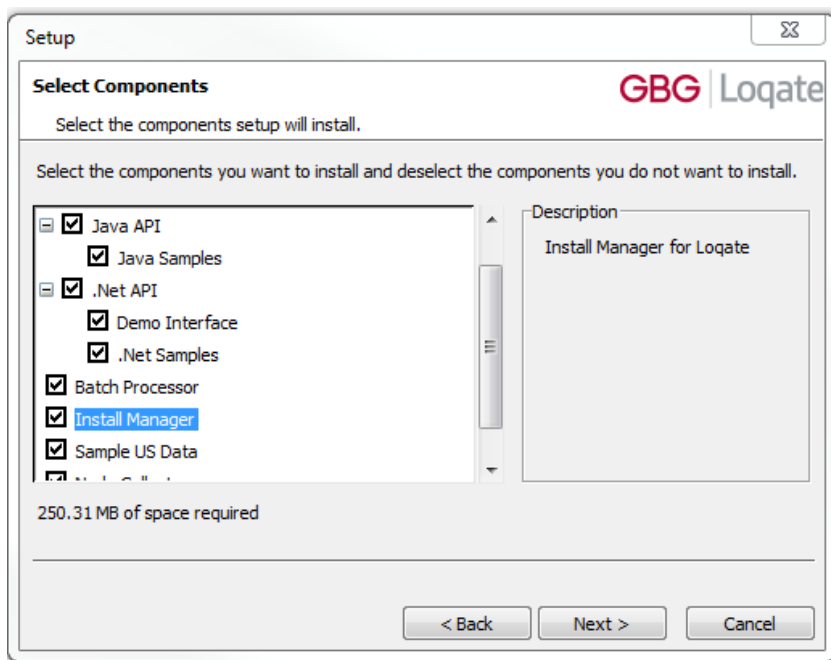 Setup
Select Components
GBG | Loqate
Select the components setup will install.
Select the components you want to install and deselect the components you do not want to install.
Java API
Java Samples
.Net API
Demo Interface
.Net Samples
Batch Processor
Install Manager
Sample US Data
Description
Install Manager for Loqate
250.31 MB of space required
< Back
Next >
Cancel